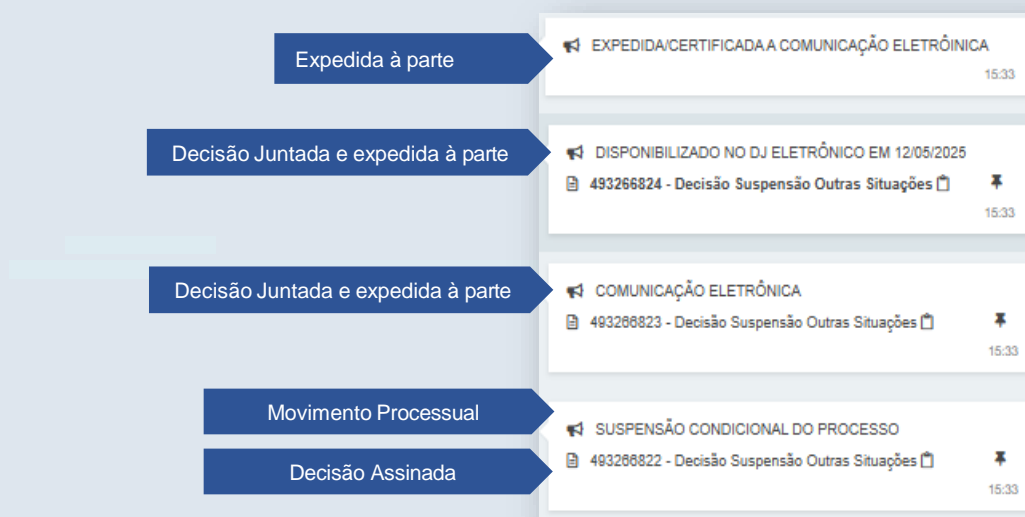 Expedida à parte
EXPEDIDA/CERTIFICADA A COMUNICAÇÃO ELETRÔINICA
15:33
Decisão Juntada e expedida à parte
DISPONIBILIZADO NO DJ ELETRÔNICO EM 12/05/2025
493266824 - Decisão Suspensão Outras Situações
15:33
Decisão Juntada e expedida à parte
COMUNICAÇÃO ELETRÔNICA
493266823 - Decisão Suspensão Outras Situações
15:33
Movimento Processual
SUSPENSÃO CONDICIONAL DO PROCESSO
Decisão Assinada
493266822 - Decisão Suspensão Outras Situações
15:33